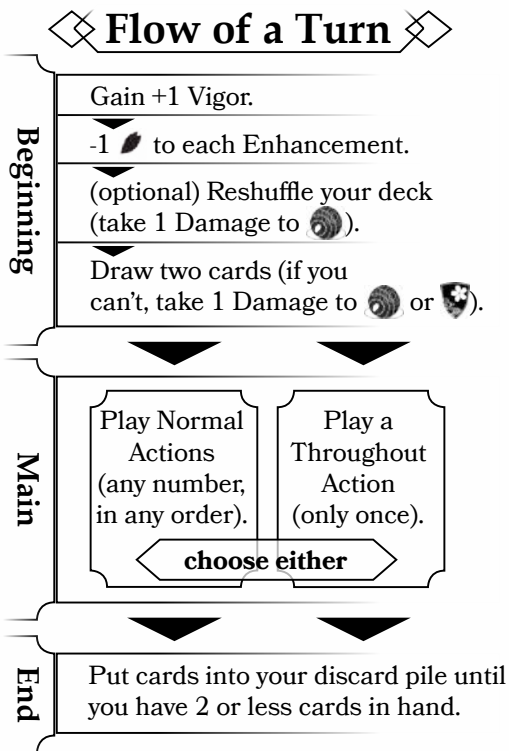 Flow of a Turn
Beginning
Gain +1 Vigor.
-1 to each Enhancement.
(optional) Reshuffle your deck
(take 1 Damage to ).
Draw two cards (if you
can't, take 1 Damage to or ).
Main
Play Normal
Actions
(any number,
in any order).
Play a
Throughout
Action
(only once).
choose either
End
Put cards into your discard pile until
you have 2 or less cards in hand.